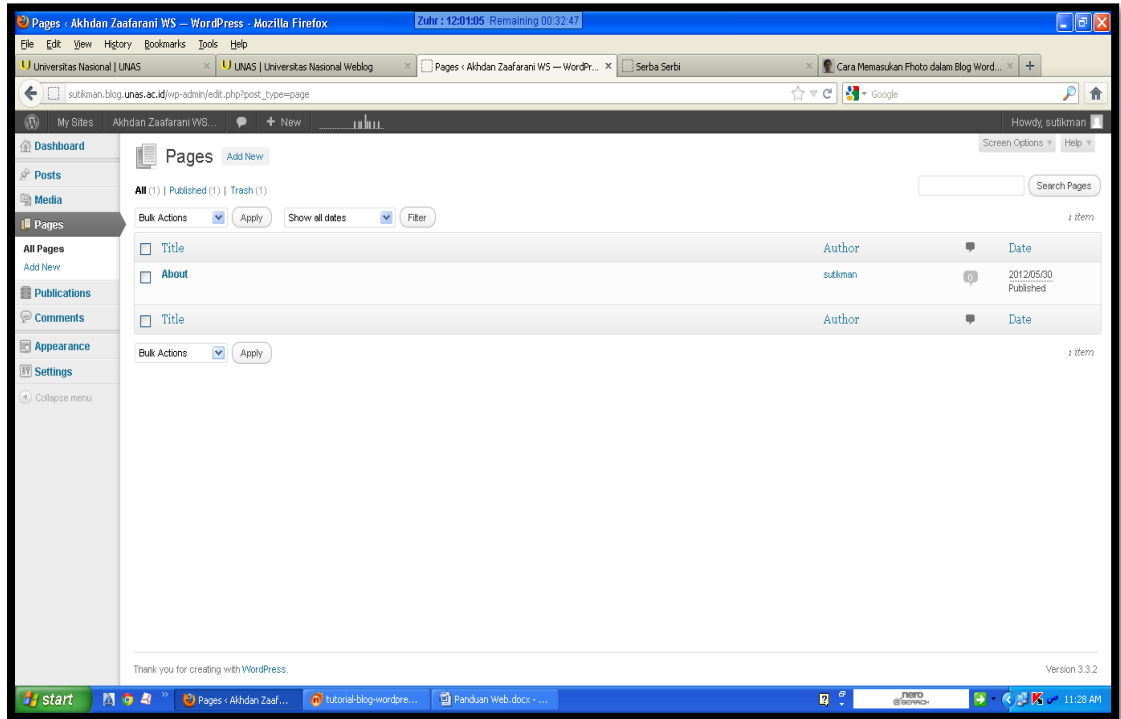 Pages ‹ Akhdan Zaafarani WS — WordPress - Mozilla Firefox
Zuhr : 12:01:05 Remaining 00:32:47
File Edit View History Bookmarks Tools Help
Universitas Nasional | UNAS
UNAS | Universitas Nasional Weblog
Pages ‹ Akhdan Zaafarani WS — WordPr...
Serba Serbi
Cara Memasukan Fhoto dalam Blog Word...
sutikman.blog.unas.ac.id/wp-admin/edit.php?post_type=page
Google
My Sites Akhdan Zaafarani WS... + New
Howdy, sutikman
Dashboard
Posts
Media
Pages
All Pages
Add New
Publications
Comments
Appearance
Settings
Collapse menu
Screen Options Help
Pages Add New
All (1) | Published (1) | Trash (1)
Search Pages
Bulk Actions Apply Show all dates Filter
1 item
Title Author Date
About sutikman 0 2012/05/30
Published
Title Author Date
Bulk Actions Apply
1 item
Thank you for creating with WordPress.
Version 3.3.2
start
Pages ‹ Akhdan Zaaf...
tutorial-blog-wordpre...
Panduan Web.docx - ...
nero
SEARCH
11:28 AM